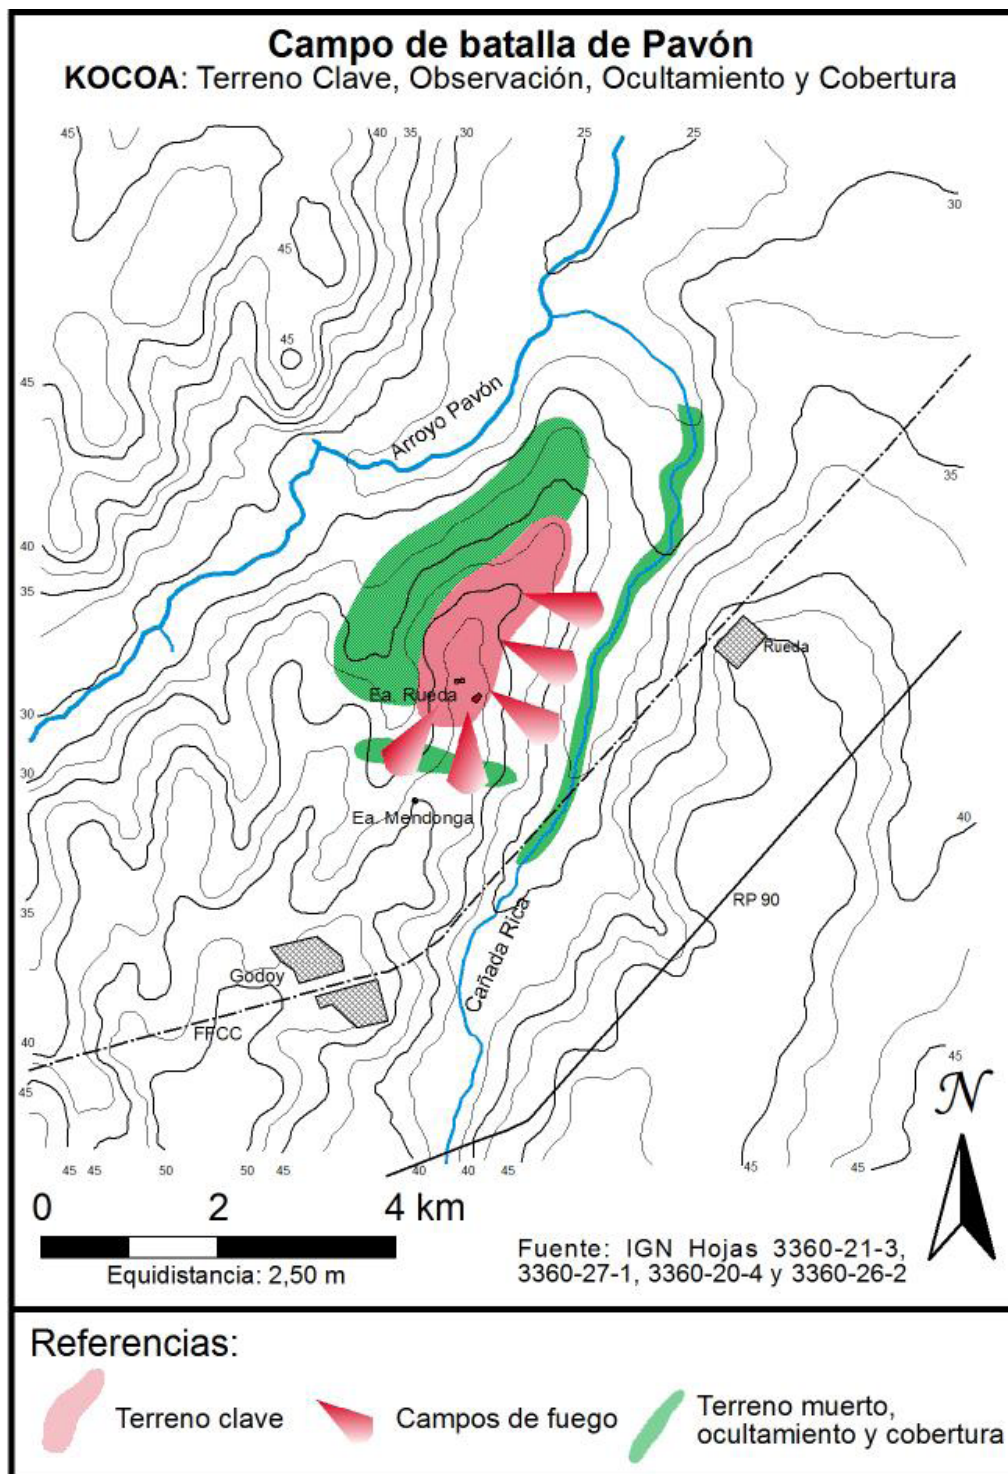 Campo de batalla de Pavón
KOCOA: Terreno Clave, Observación, Ocultamiento y Cobertura
45 40 35 30 25 25
30
45
45
45
Arroyo Pavón
35
40
35
Rueda
Ea. Rueda
30
30
Ea. Mendonga
40
RP 90
35
Cañada Rica
Godoy
FFCC
40
45
45
N
45 45 50 50 45 40 40 45 45 45
0 2 4 km
Equidistancia: 2,50 m
Fuente: IGN Hojas 3360-21-3,
3360-27-1, 3360-20-4 y 3360-26-2
Referencias:
Terreno clave
Campos de fuego
Terreno muerto,
ocultamiento y cobertura